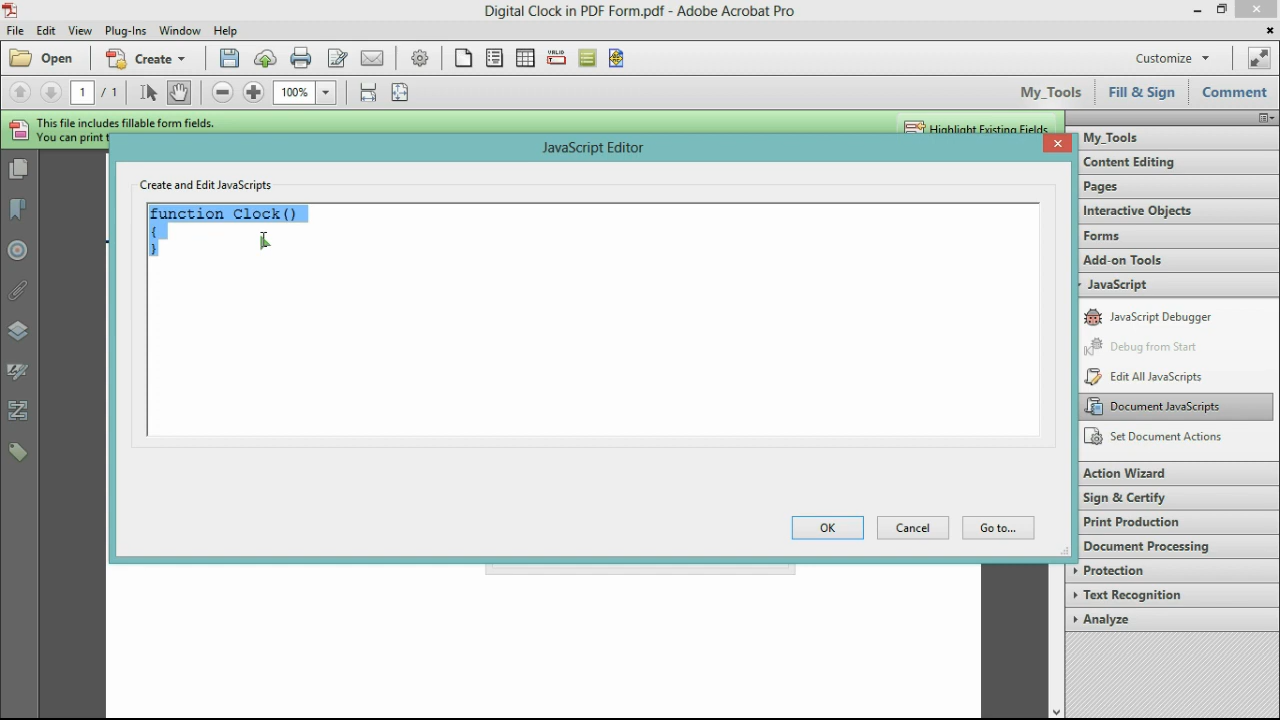 Digital Clock in PDF Form.pdf - Adobe Acrobat Pro
File Edit View Plug-Ins Window Help
Open Create Customize
1 / 1 100% My_Tools Fill & Sign Comment
This file includes fillable form fields.
You can print
Highlight Existing Fields
JavaScript Editor
Create and Edit JavaScripts
function Clock()
{
}
OK Cancel Go to...
My_Tools
Content Editing
Pages
Interactive Objects
Forms
Add-on Tools
JavaScript
JavaScript Debugger
Debug from Start
Edit All JavaScripts
Document JavaScripts
Set Document Actions
Action Wizard
Sign & Certify
Print Production
Document Processing
Protection
Text Recognition
Analyze